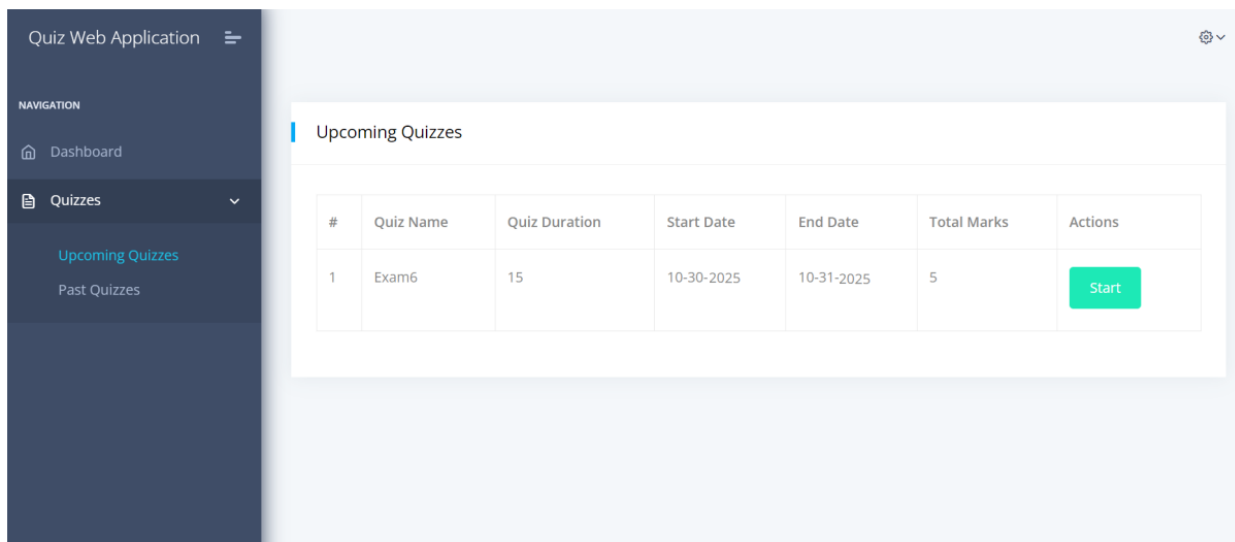 Quiz Web Application
NAVIGATION
Dashboard
Quizzes
Upcoming Quizzes
Past Quizzes
Upcoming Quizzes
# Quiz Name Quiz Duration Start Date End Date Total Marks Actions
1 Exam6 15 10-30-2025 10-31-2025 5 Start